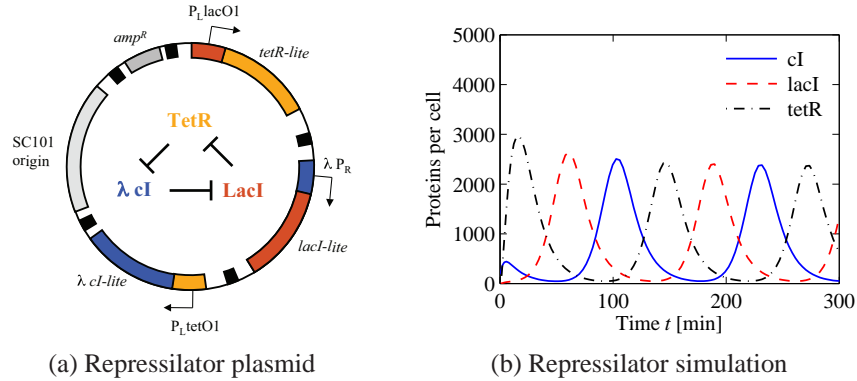 P_L lacO1
amp^R
tetR-lite
SC101
origin
TetR
λ P_R
λ cI
LacI
lacI-lite
λ cI-lite
P_L tetO1
(a) Repressilator plasmid
5000
4000
3000
2000
1000
0
Proteins per cell
cI
lacI
tetR
0 100 200 300
Time t [min]
(b) Repressilator simulation